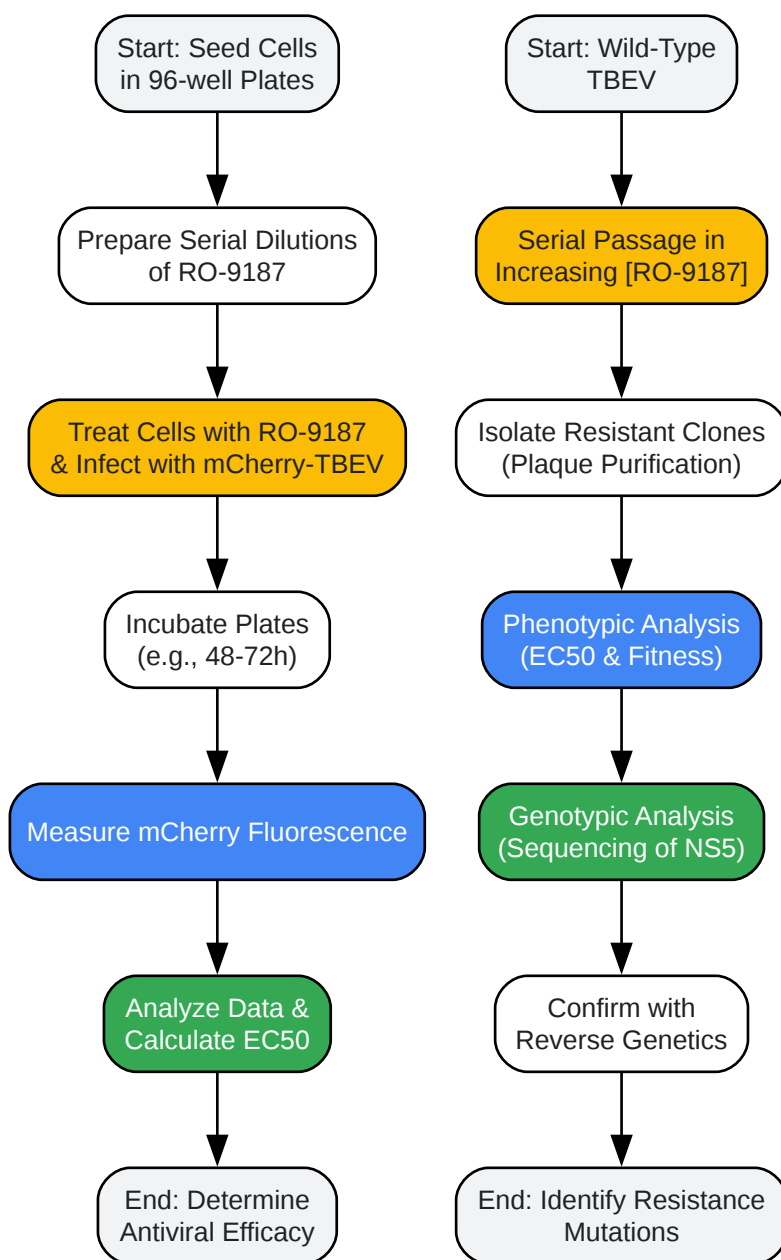 Start: Seed Cells
in 96-well Plates
Prepare Serial Dilutions
of RO-9187
Treat Cells with RO-9187
& Infect with mCherry-TBEV
Incubate Plates
(e.g., 48-72h)
Measure mCherry Fluorescence
Analyze Data &
Calculate EC50
End: Determine
Antiviral Efficacy
Start: Wild-Type
TBEV
Serial Passage in
Increasing [RO-9187]
Isolate Resistant Clones
(Plaque Purification)
Phenotypic Analysis
(EC50 & Fitness)
Genotypic Analysis
(Sequencing of NS5)
Confirm with
Reverse Genetics
End: Identify Resistance
Mutations